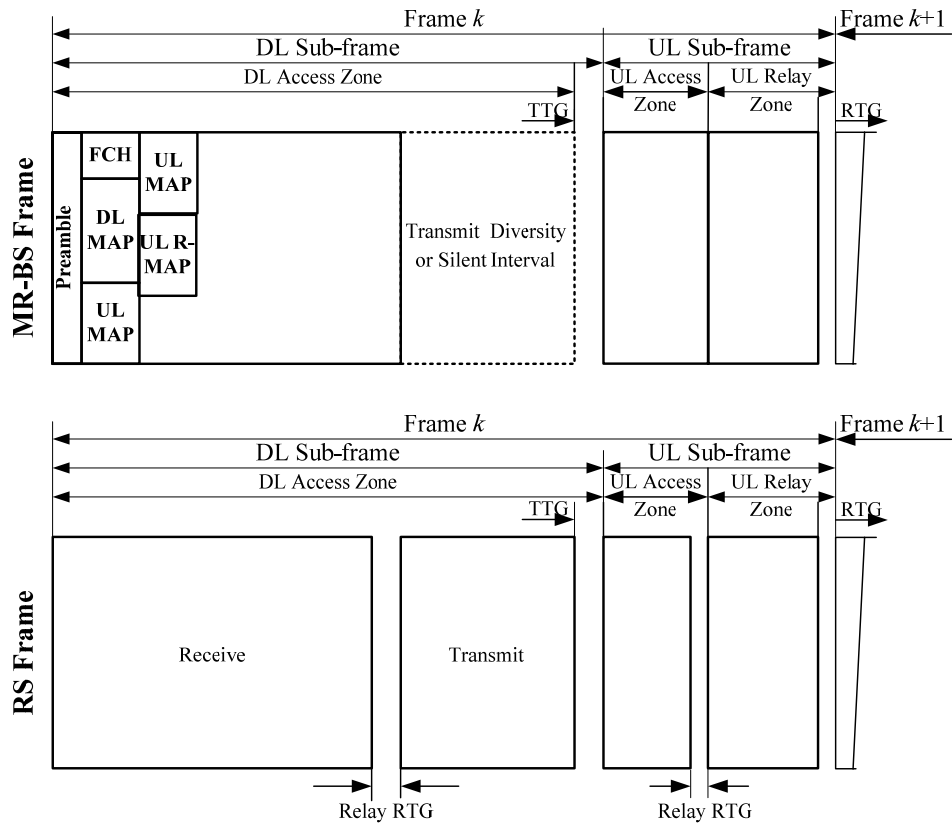 Frame k
Frame k+1
DL Sub-frame
UL Sub-frame
DL Access Zone
UL Access
Zone
UL Relay
Zone
TTG
RTG
MR-BS Frame
Preamble
FCH
DL
MAP
UL
MAP
UL
MAP
UL R-
MAP
Transmit Diversity
or Silent Interval
Frame k
Frame k+1
DL Sub-frame
UL Sub-frame
DL Access Zone
UL Access
Zone
UL Relay
Zone
TTG
RTG
RS Frame
Receive
Transmit
Relay RTG
Relay RTG